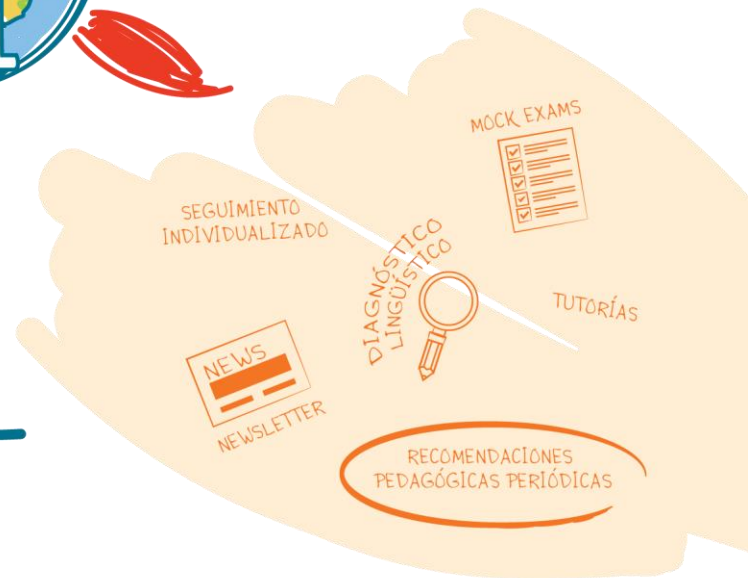 MOCK EXAMS
SEGUIMIENTO
INDIVIDUALIZADO
DIAGNÓSTICO
LINGÜÍSTICO
TUTORÍAS
NEWS
NEWSLETTER
RECOMENDACIONES
PEDAGÓGICAS PERIÓDICAS